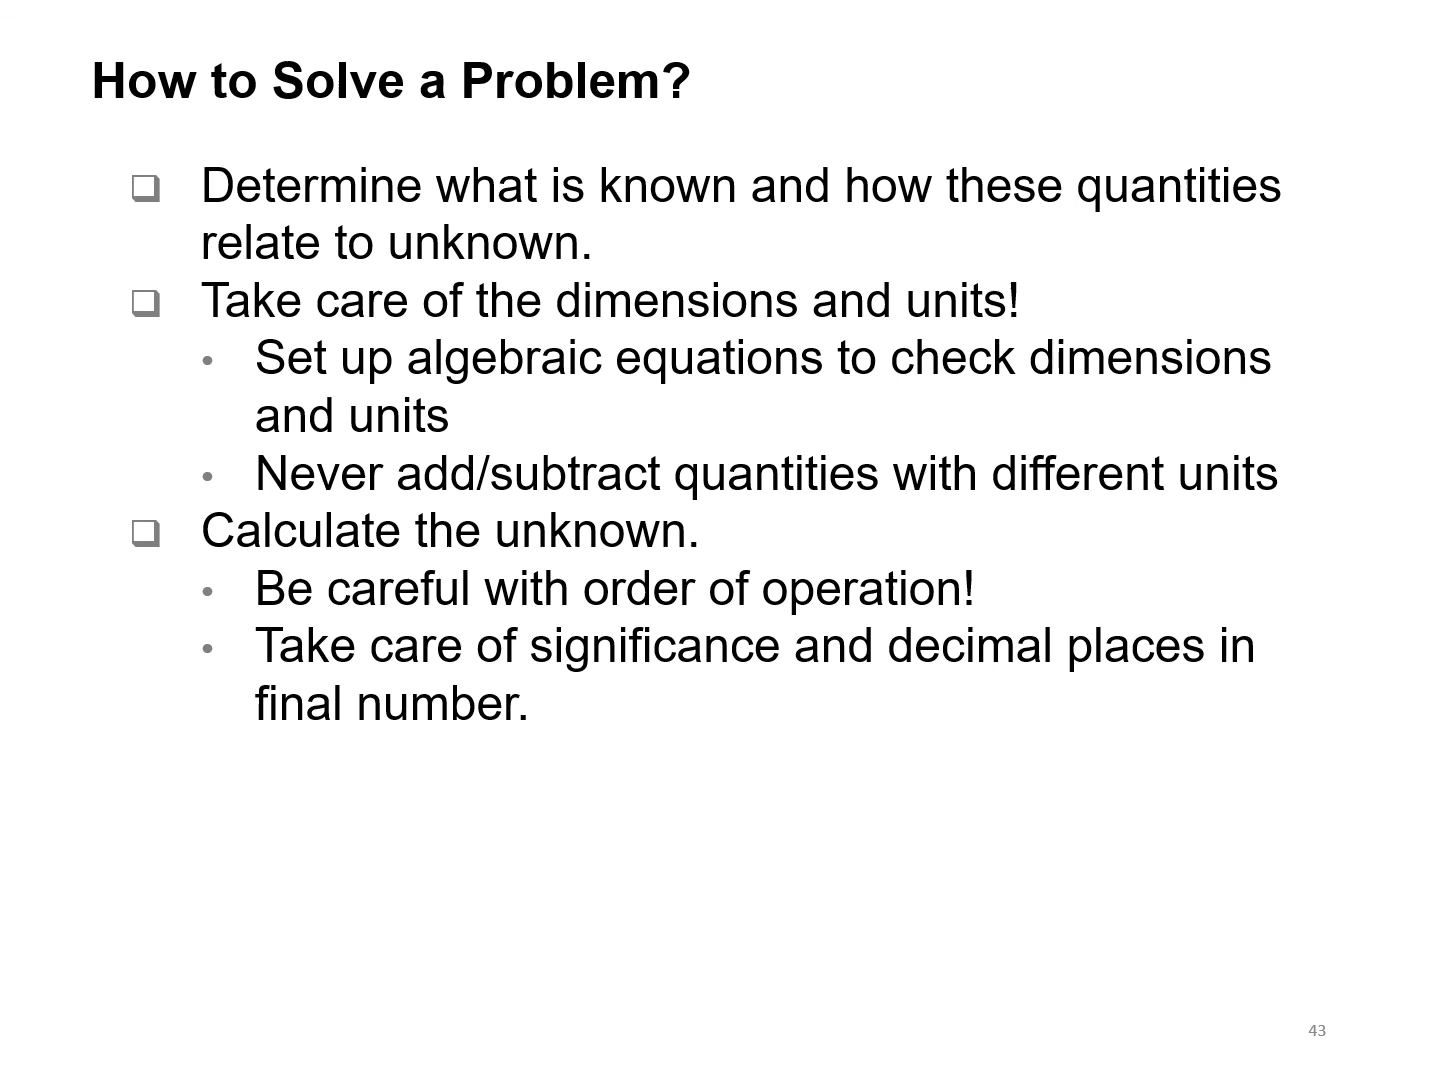 How to Solve a Problem?
❑ Determine what is known and how these quantities
relate to unknown.
❑ Take care of the dimensions and units!
• Set up algebraic equations to check dimensions
and units
• Never add/subtract quantities with different units
❑ Calculate the unknown.
• Be careful with order of operation!
• Take care of significance and decimal places in
final number.
43